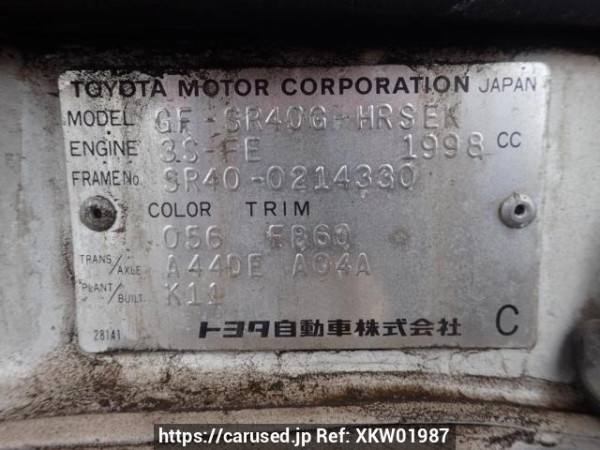 TOYOTA MOTOR CORPORATION JAPAN
MODEL GF-SR40G-HRSEK
ENGINE 3S-FE 1998 CC
FRAME No. SR40-0214330
COLOR TRIM
056 FB60
TRANS/AXLE A44DE A04A
PLANT/BUILT K11
28141 トヨタ自動車株式会社 C
https://carused.jp Ref: XKW01987